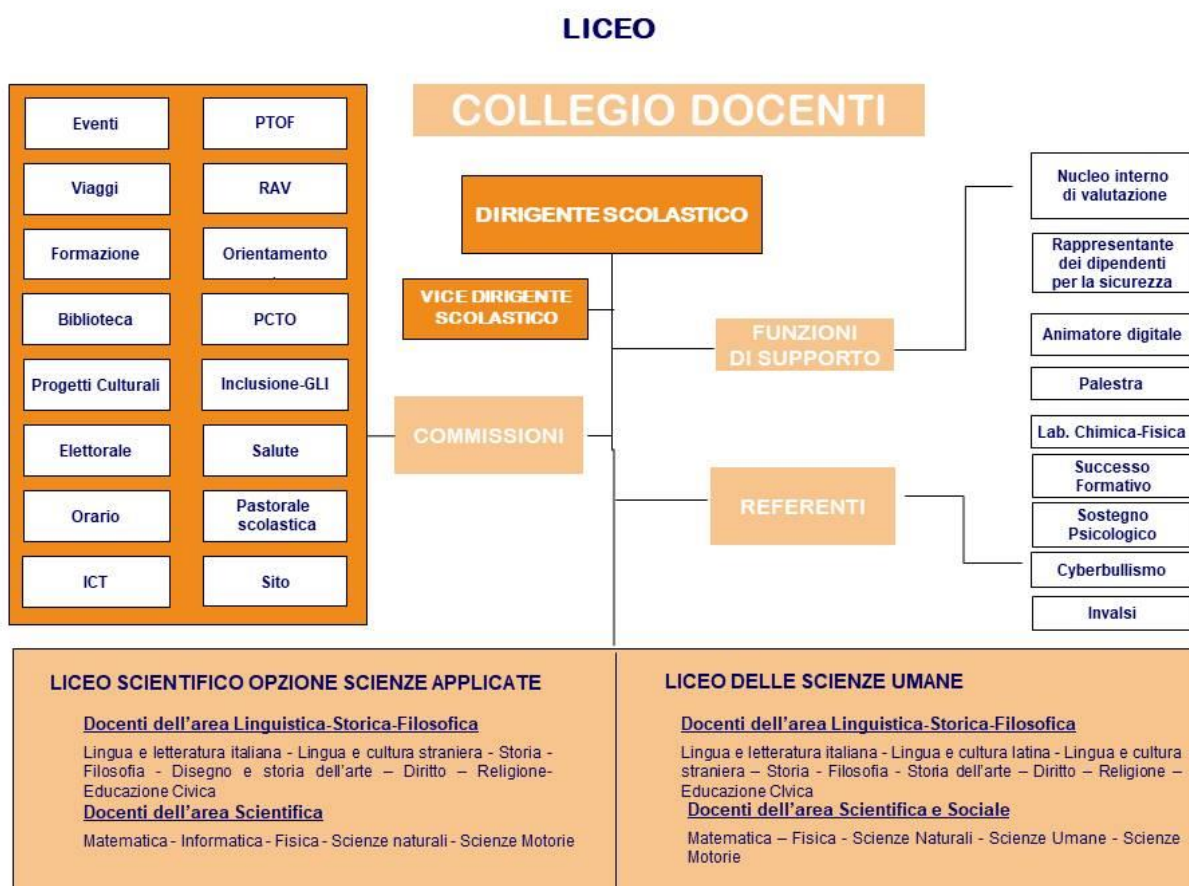 LICEO
COLLEGIO DOCENTI
Eventi
PTOF
Viaggi
RAV
Formazione
Orientamento
Biblioteca
PCTO
Progetti Culturali
Inclusione-GLI
Elettorale
Salute
Orario
Pastorale
scolastica
ICT
Sito
DIRIGENTE SCOLASTICO
VICE DIRIGENTE
SCOLASTICO
FUNZIONI
DI SUPPORTO
COMMISSIONI
REFERENTI
Nucleo interno
di valutazione
Rappresentante
dei dipendenti
per la sicurezza
Animatore digitale
Palestra
Lab. Chimica-Fisica
Successo
Formativo
Sostegno
Psicologico
Cyberbullismo
Invalsi
LICEO SCIENTIFICO OPZIONE SCIENZE APPLICATE
Docenti dell'area Linguistica-Storica-Filosofica
Lingua e letteratura italiana - Lingua e cultura straniera - Storia -
Filosofia - Disegno e storia dell'arte – Diritto – Religione-
Educazione Civica
Docenti dell'area Scientifica
Matematica - Informatica - Fisica - Scienze naturali - Scienze Motorie
LICEO DELLE SCIENZE UMANE
Docenti dell'area Linguistica-Storica-Filosofica
Lingua e letteratura italiana - Lingua e cultura latina - Lingua e cultura
straniera – Storia - Filosofia - Storia dell'arte – Diritto – Religione –
Educazione CIvica
Docenti dell'area Scientifica e Sociale
Matematica – Fisica - Scienze Naturali - Scienze Umane - Scienze
Motorie